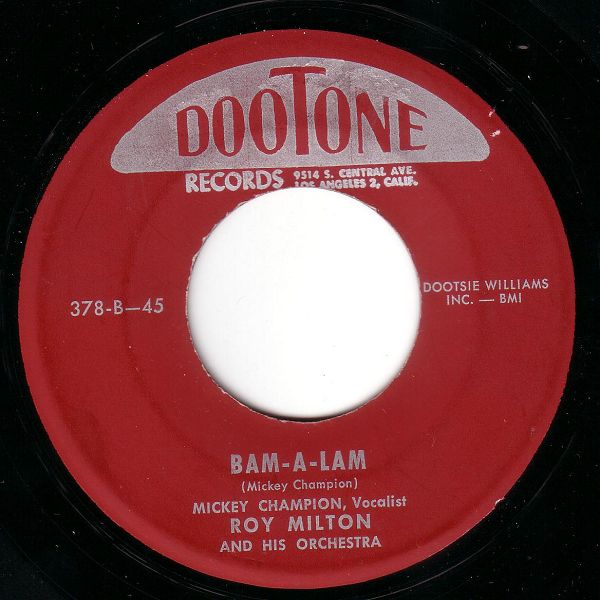 DOOTONE
RECORDS 9514 S. CENTRAL AVE.
LOS ANGELES 2, CALIF.
378-B—45
DOOTSIE WILLIAMS
INC. — BMI
BAM-A-LAM
(Mickey Champion)
MICKEY CHAMPION, Vocalist
ROY MILTON
AND HIS ORCHESTRA